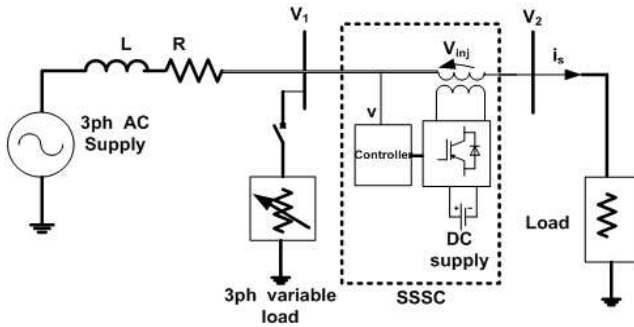 L
R
V1
Vinj
V2
is
3ph AC
Supply
v
Controller
+
-
DC
supply
Load
3ph variable
load
SSSC